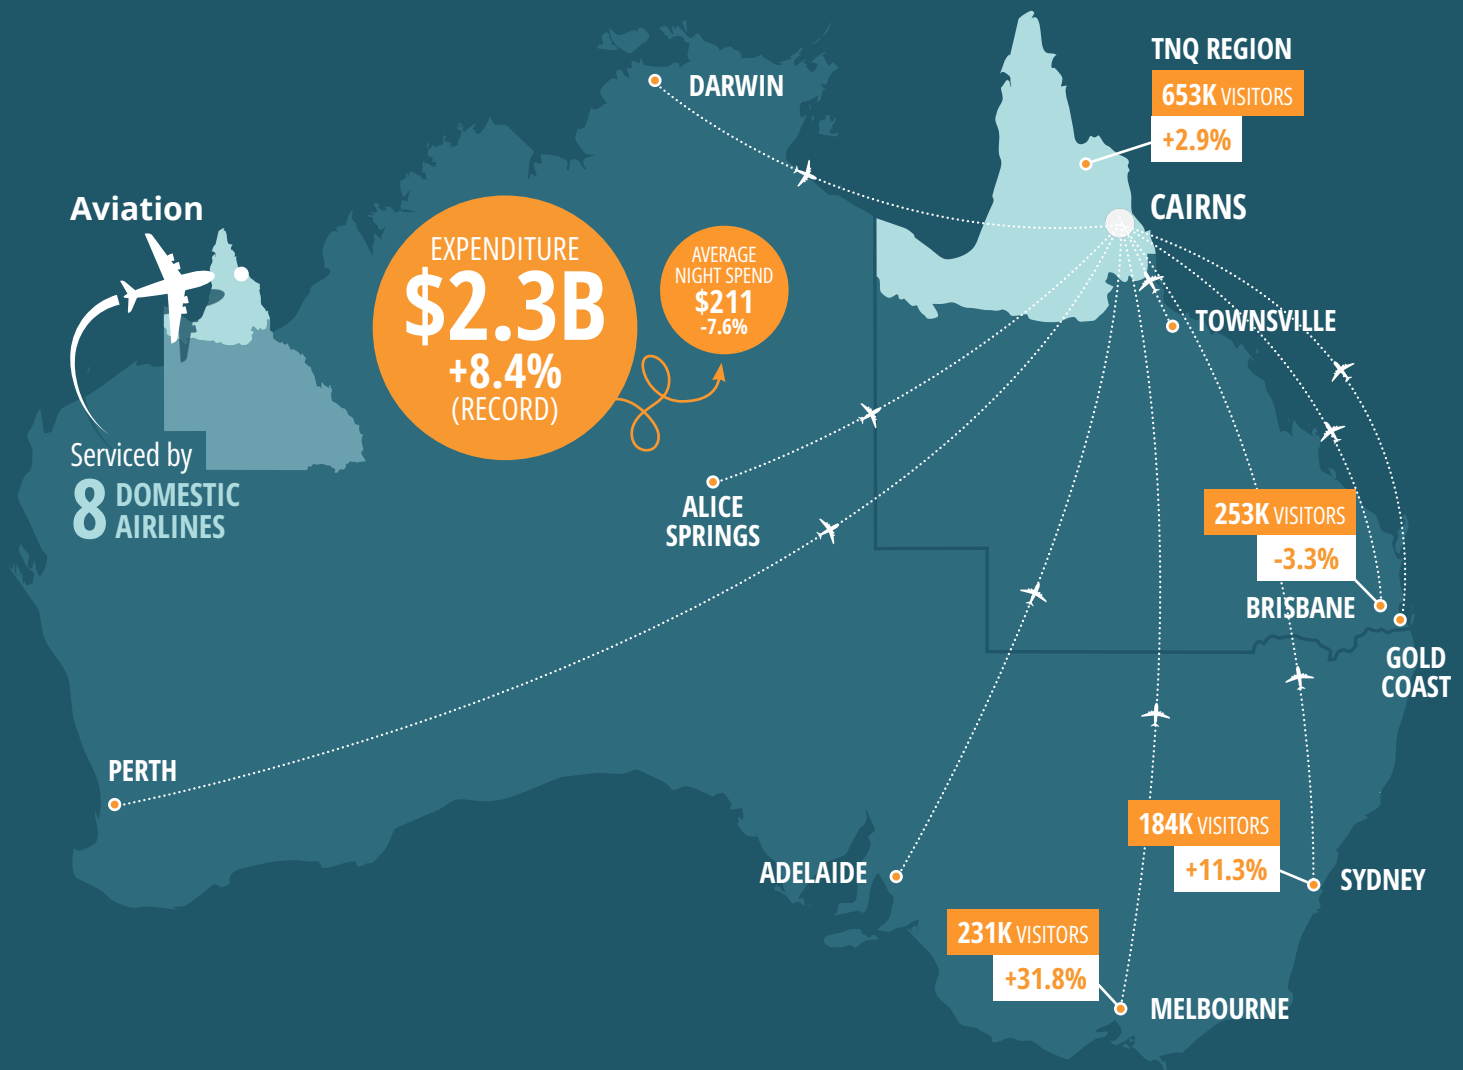 TNQ REGION
653K VISITORS
+2.9%
DARWIN
CAIRNS
Aviation
EXPENDITURE
$2.3B
+8.4%
(RECORD)
AVERAGE
NIGHT SPEND
$211
-7.6%
TOWNSVILLE
Serviced by
8 DOMESTIC
AIRLINES
ALICE
SPRINGS
253K VISITORS
-3.3%
BRISBANE
GOLD
COAST
PERTH
184K VISITORS
+11.3%
SYDNEY
ADELAIDE
231K VISITORS
+31.8%
MELBOURNE